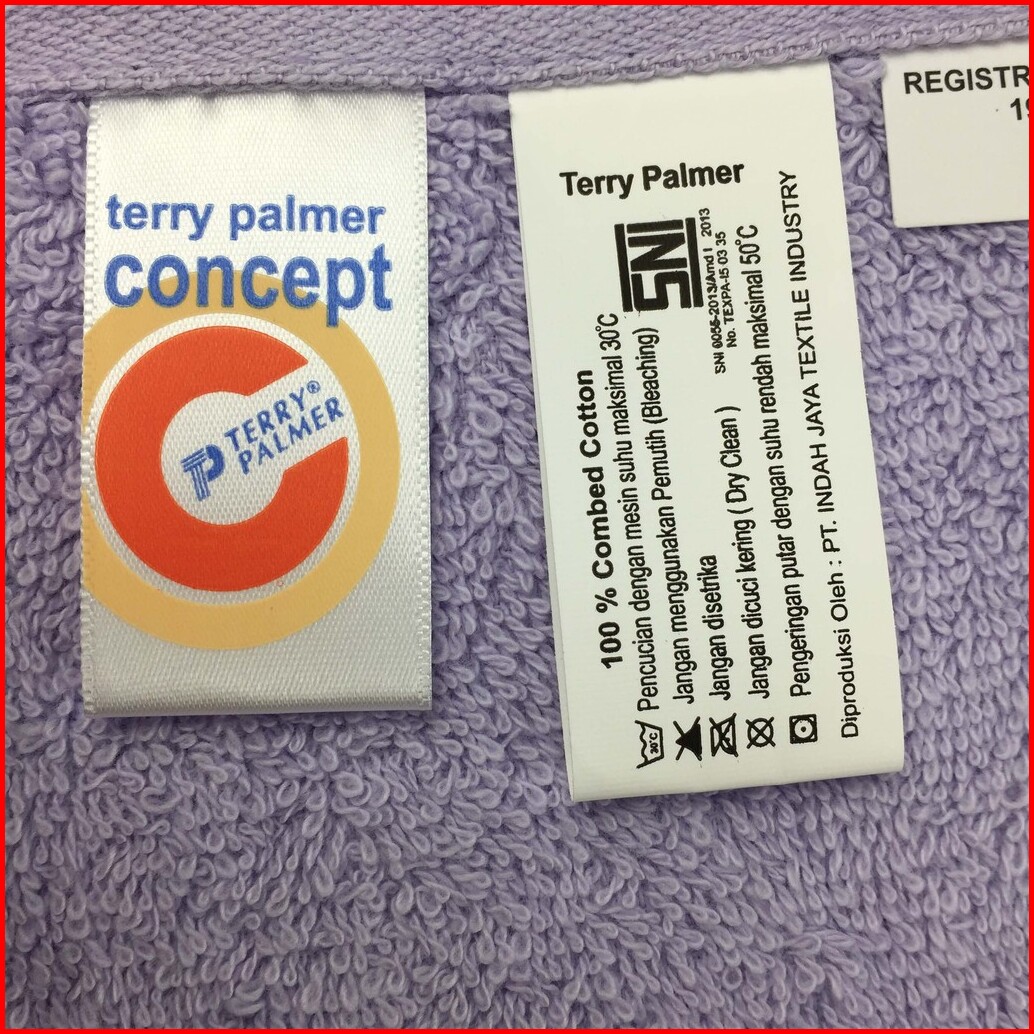 terry palmer
concept
TERRY®
PALMER
Terry Palmer
SNI
SNI 0055-2013/Amd I 2013
No. TEXPA-I5 03 35
100 % Combed Cotton
30°C
Pencucian dengan mesin suhu maksimal 30°C
Jangan menggunakan Pemutih (Bleaching)
Jangan disetrika
Jangan dicuci kering ( Dry Clean )
Pengeringan putar dengan suhu rendah maksimal 50°C
Diproduksi Oleh : PT. INDAH JAYA TEXTILE INDUSTRY
REGISTR